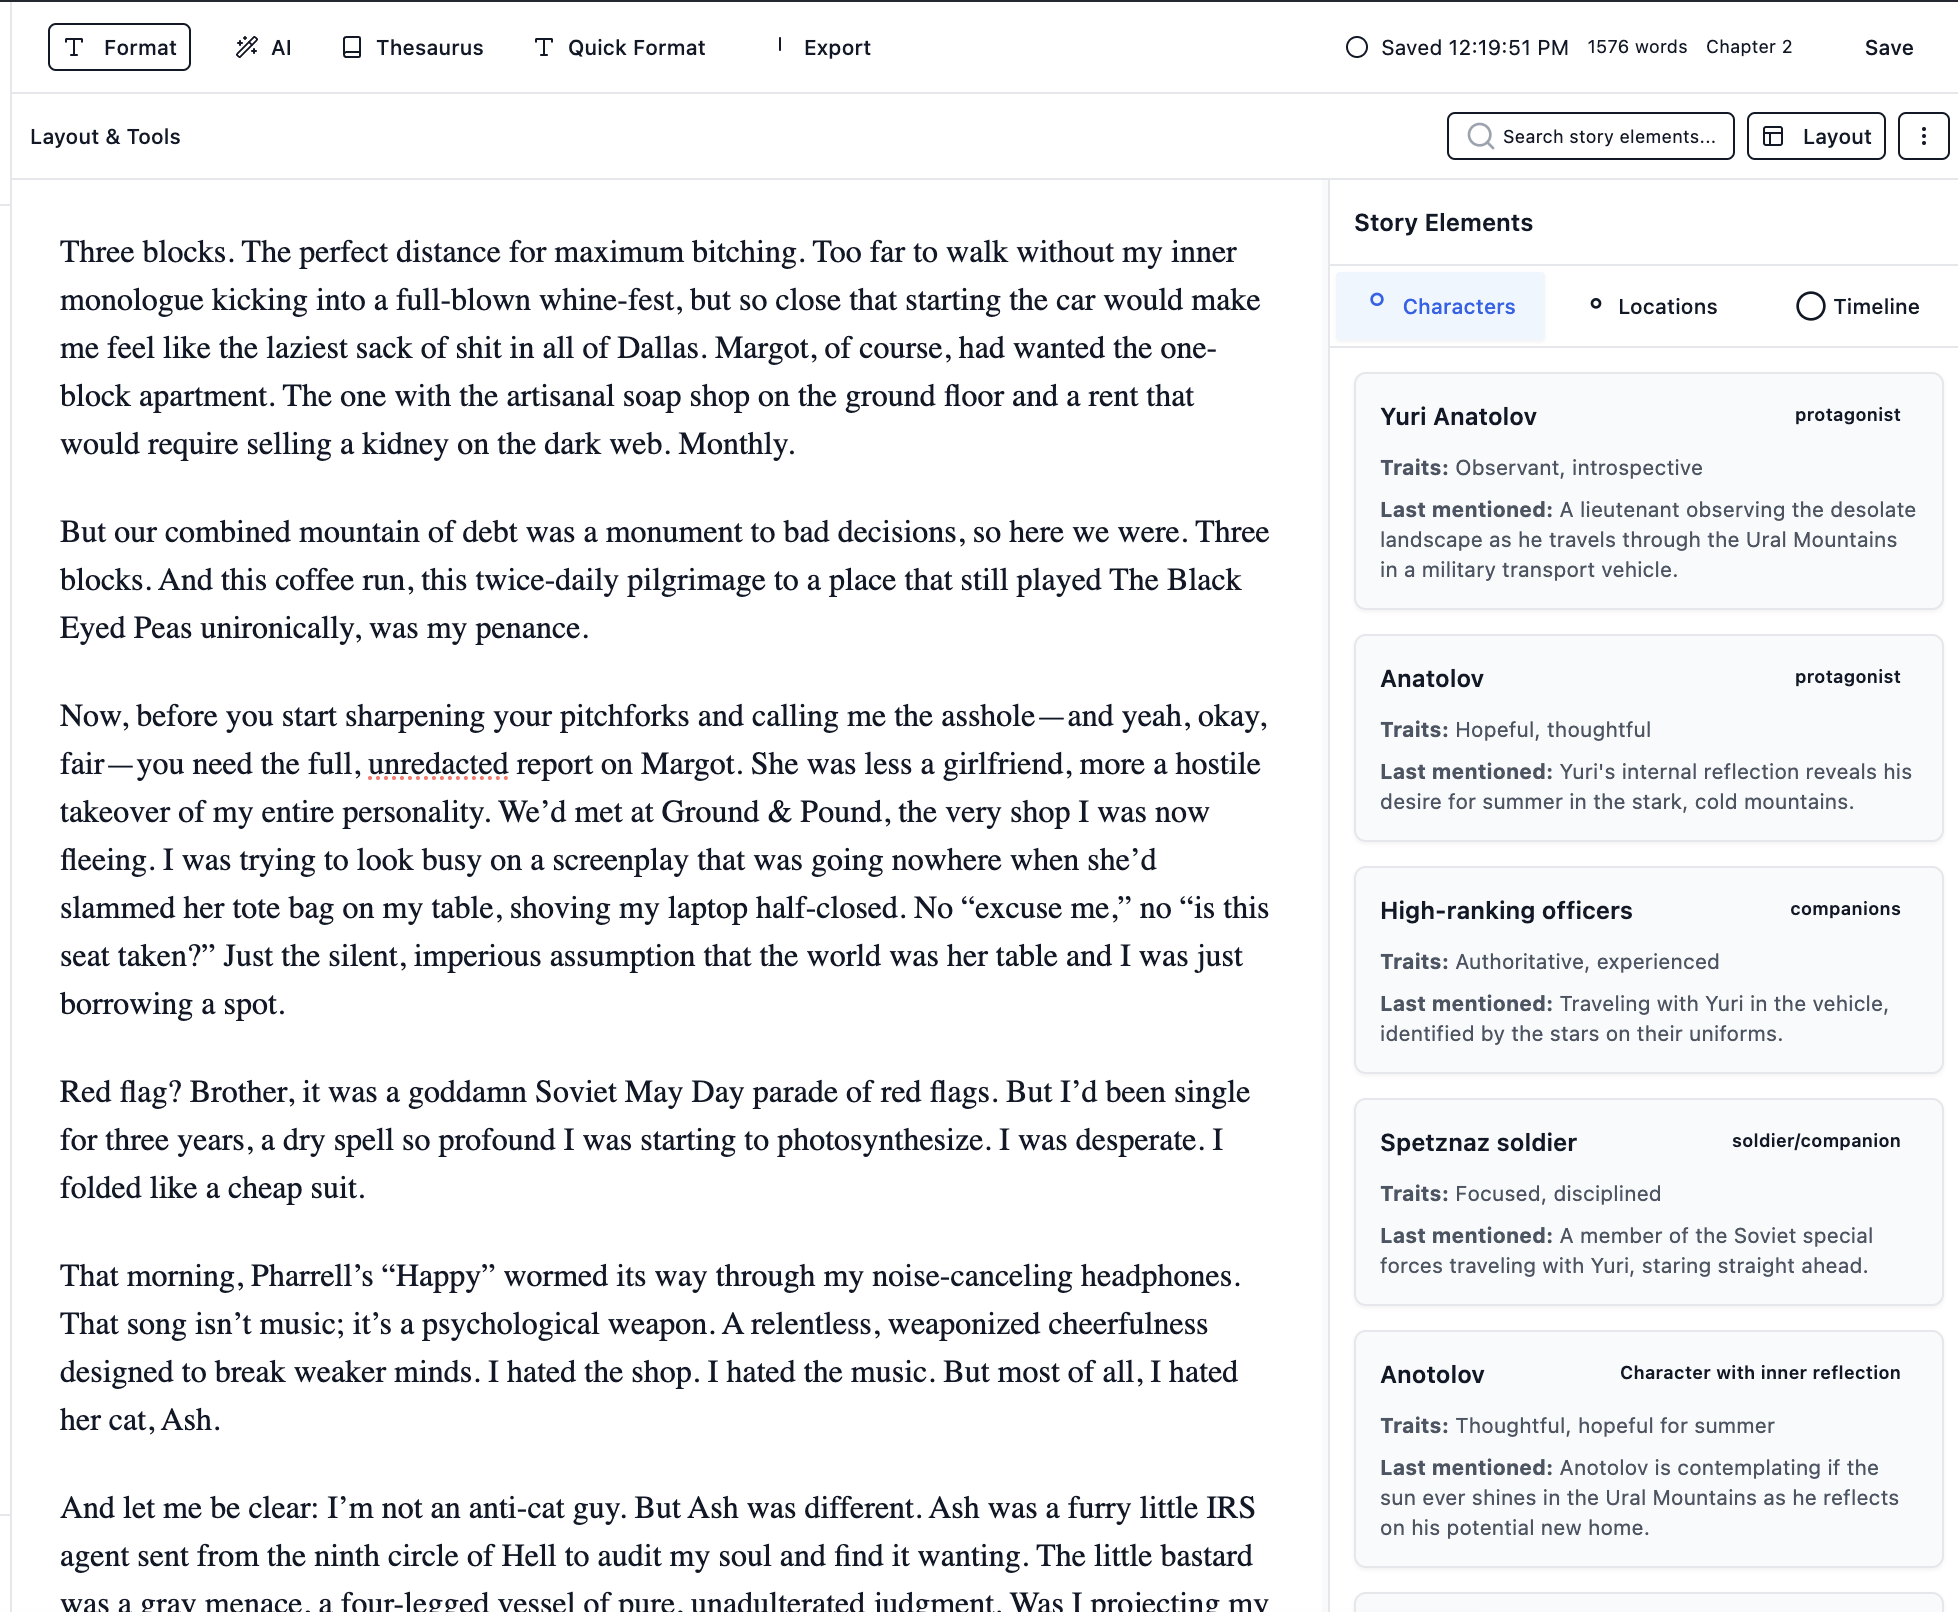 Format
AI
Thesaurus
Quick Format
Export
Saved 12:19:51 PM
1576 words
Chapter 2
Save
Layout & Tools
Search story elements...
Layout
Three blocks. The perfect distance for maximum bitching. Too far to walk without my inner
monologue kicking into a full-blown whine-fest, but so close that starting the car would make
me feel like the laziest sack of shit in all of Dallas. Margot, of course, had wanted the one-
block apartment. The one with the artisanal soap shop on the ground floor and a rent that
would require selling a kidney on the dark web. Monthly.
But our combined mountain of debt was a monument to bad decisions, so here we were. Three
blocks. And this coffee run, this twice-daily pilgrimage to a place that still played The Black
Eyed Peas unironically, was my penance.
Now, before you start sharpening your pitchforks and calling me the asshole—and yeah, okay,
fair—you need the full, unredacted report on Margot. She was less a girlfriend, more a hostile
takeover of my entire personality. We’d met at Ground & Pound, the very shop I was now
fleeing. I was trying to look busy on a screenplay that was going nowhere when she’d
slammed her tote bag on my table, shoving my laptop half-closed. No “excuse me,” no “is this
seat taken?” Just the silent, imperious assumption that the world was her table and I was just
borrowing a spot.
Red flag? Brother, it was a goddamn Soviet May Day parade of red flags. But I’d been single
for three years, a dry spell so profound I was starting to photosynthesize. I was desperate. I
folded like a cheap suit.
That morning, Pharrell’s “Happy” wormed its way through my noise-canceling headphones.
That song isn’t music; it’s a psychological weapon. A relentless, weaponized cheerfulness
designed to break weaker minds. I hated the shop. I hated the music. But most of all, I hated
her cat, Ash.
And let me be clear: I’m not an anti-cat guy. But Ash was different. Ash was a furry little IRS
agent sent from the ninth circle of Hell to audit my soul and find it wanting. The little bastard
was a gray menace, a four-legged vessel of pure, unadulterated judgment. Was I projecting my
Story Elements
Characters
Locations
Timeline
Yuri Anatolov
protagonist
Traits: Observant, introspective
Last mentioned: A lieutenant observing the desolate
landscape as he travels through the Ural Mountains
in a military transport vehicle.
Anatolov
protagonist
Traits: Hopeful, thoughtful
Last mentioned: Yuri's internal reflection reveals his
desire for summer in the stark, cold mountains.
High-ranking officers
companions
Traits: Authoritative, experienced
Last mentioned: Traveling with Yuri in the vehicle,
identified by the stars on their uniforms.
Spetznaz soldier
soldier/companion
Traits: Focused, disciplined
Last mentioned: A member of the Soviet special
forces traveling with Yuri, staring straight ahead.
Anotolov
Character with inner reflection
Traits: Thoughtful, hopeful for summer
Last mentioned: Anotolov is contemplating if the
sun ever shines in the Ural Mountains as he reflects
on his potential new home.